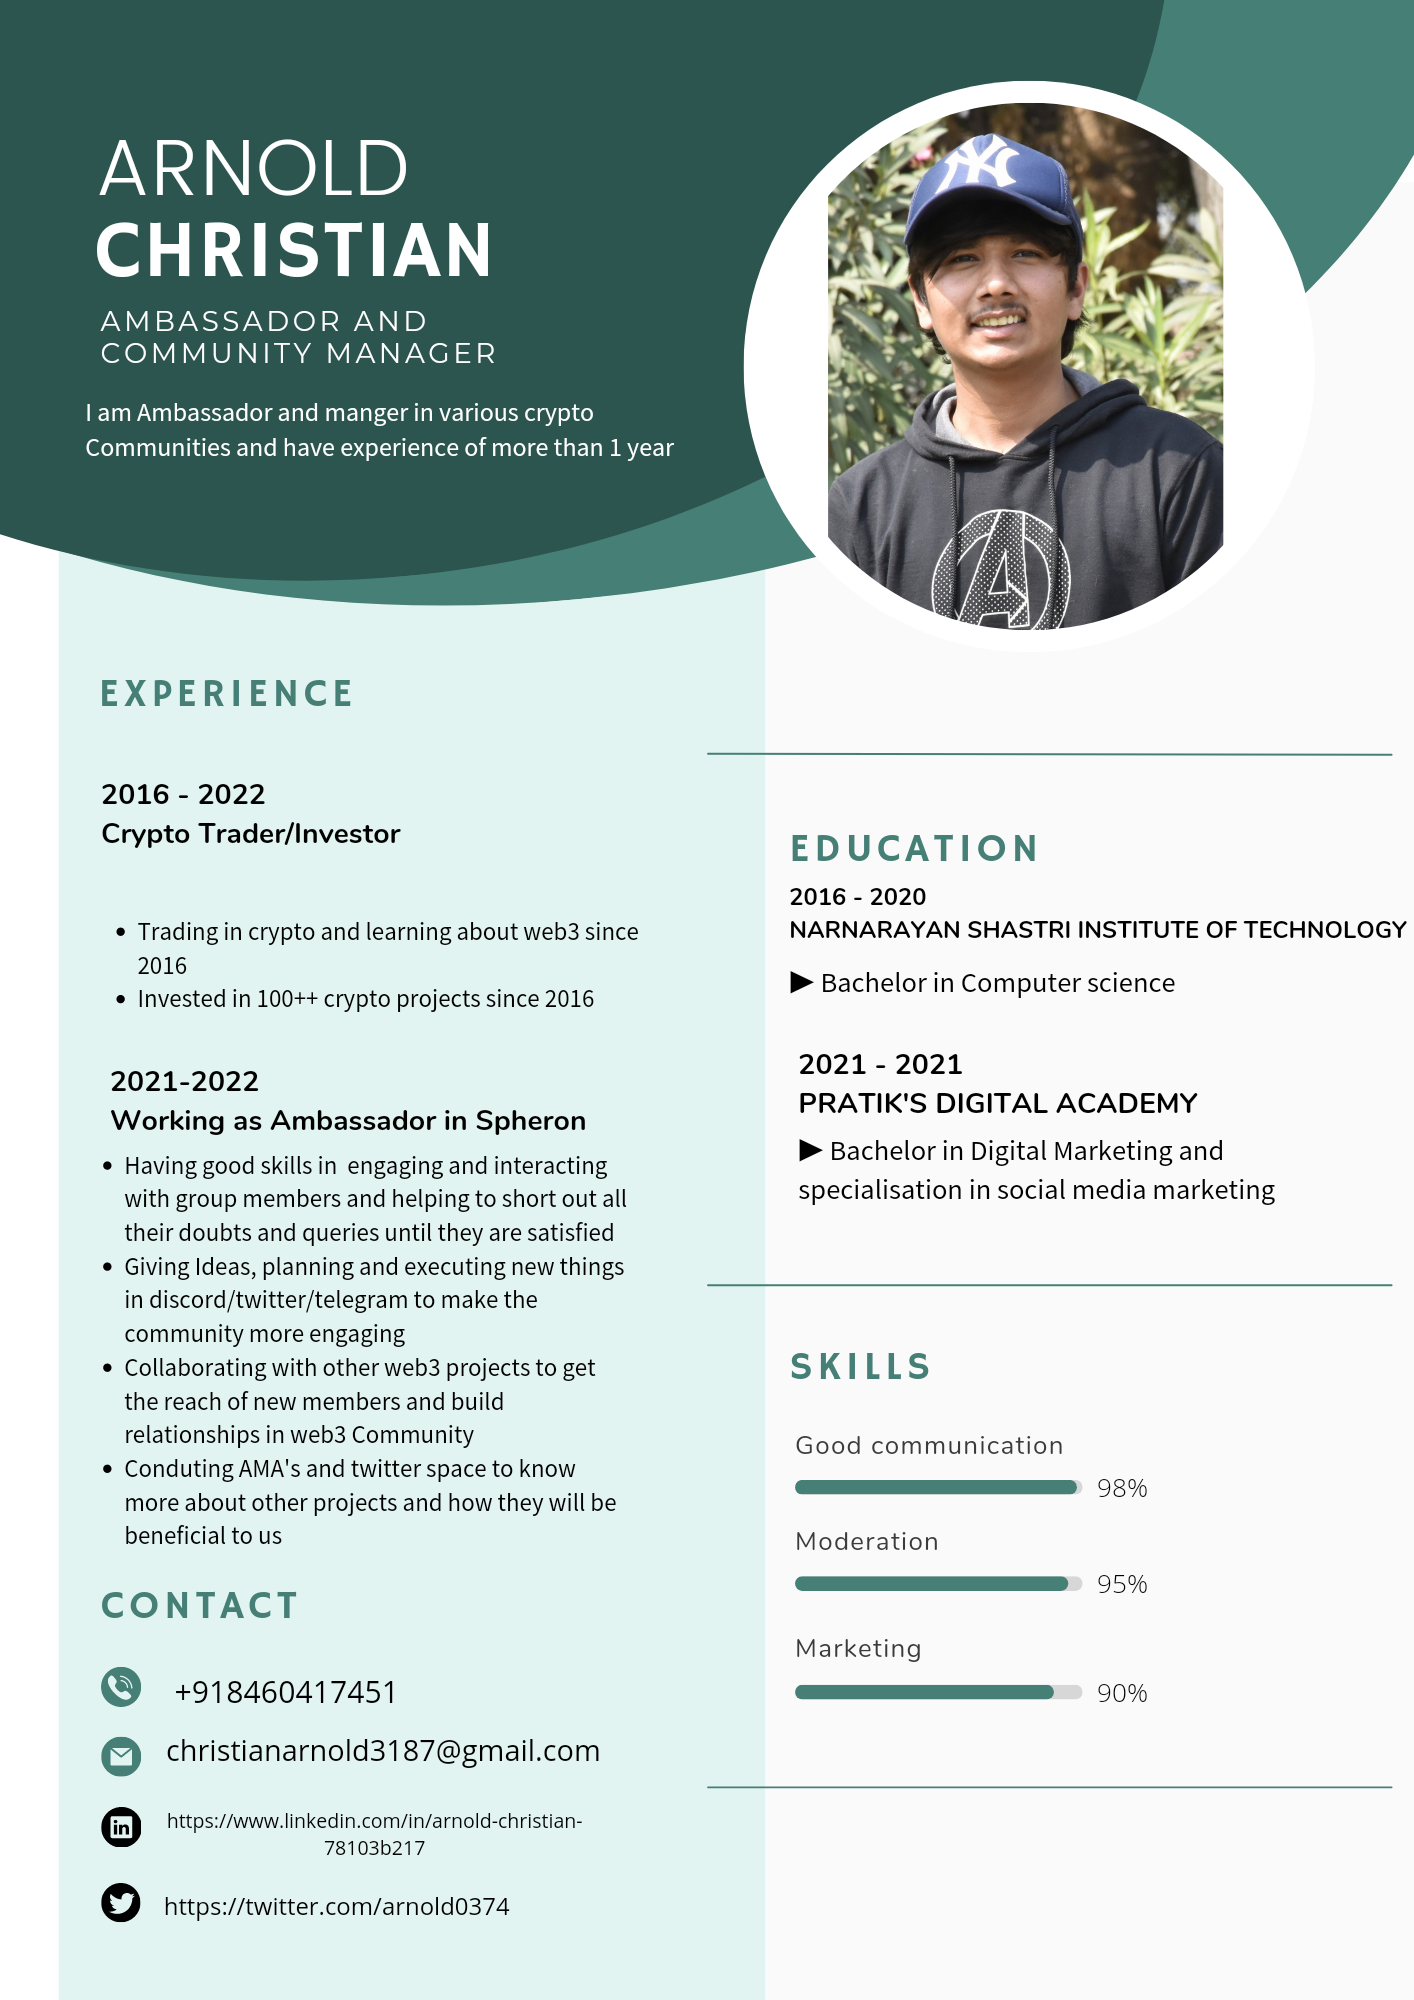 ARNOLD
CHRISTIAN
AMBASSADOR AND
COMMUNITY MANAGER
I am Ambassador and manger in various crypto
Communities and have experience of more than 1 year
NY
A
EXPERIENCE
2016 - 2022
Crypto Trader/Investor
• Trading in crypto and learning about web3 since
2016
• Invested in 100++ crypto projects since 2016
2021-2022
Working as Ambassador in Spheron
• Having good skills in  engaging and interacting
with group members and helping to short out all
their doubts and queries until they are satisfied
• Giving Ideas, planning and executing new things
in discord/twitter/telegram to make the
community more engaging
• Collaborating with other web3 projects to get
the reach of new members and build
relationships in web3 Community
• Conduting AMA's and twitter space to know
more about other projects and how they will be
beneficial to us
CONTACT
+918460417451
christianarnold3187@gmail.com
in
https://www.linkedin.com/in/arnold-christian-
78103b217
https://twitter.com/arnold0374
EDUCATION
2016 - 2020
NARNARAYAN SHASTRI INSTITUTE OF TECHNOLOGY
▶ Bachelor in Computer science
2021 - 2021
PRATIK'S DIGITAL ACADEMY
▶ Bachelor in Digital Marketing and
specialisation in social media marketing
SKILLS
Good communication
98%
Moderation
95%
Marketing
90%